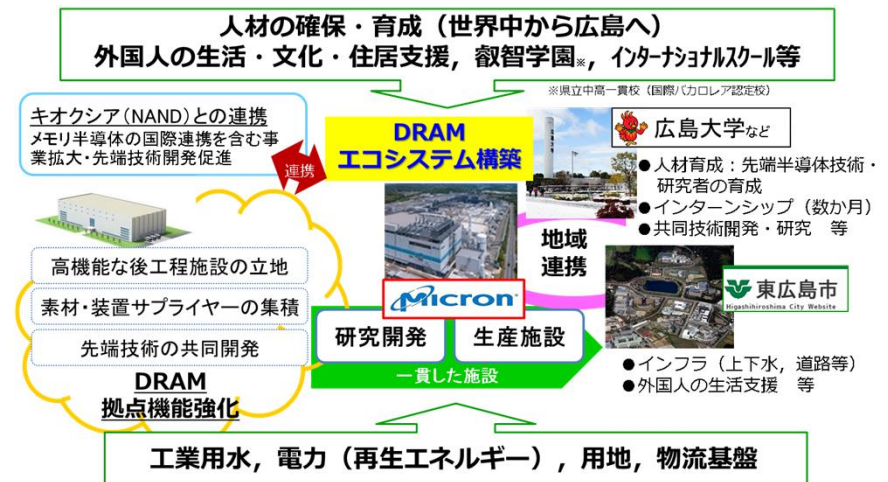 人材の確保・育成（世界中から広島へ）
外国人の生活・文化・住居支援，叡智学園※，インターナショナルスクール等
※県立中高一貫校（国際バカロレア認定校）
キオクシア（NAND）との連携
メモリ半導体の国際連携を含む事
業拡大・先端技術開発促進
連携
DRAM
エコシステム構築
広島大学など
●人材育成：先端半導体技術・
研究者の育成
●インターンシップ（数か月）
●共同技術開発・研究　等
地域
連携
高機能な後工程施設の立地
素材・装置サプライヤーの集積
先端技術の共同開発
DRAM
拠点機能強化
Micron
研究開発
生産施設
一貫した施設
東広島市
Higashihiroshima City Website
●インフラ（上下水，道路等）
●外国人の生活支援　等
工業用水，電力（再生エネルギー），用地，物流基盤